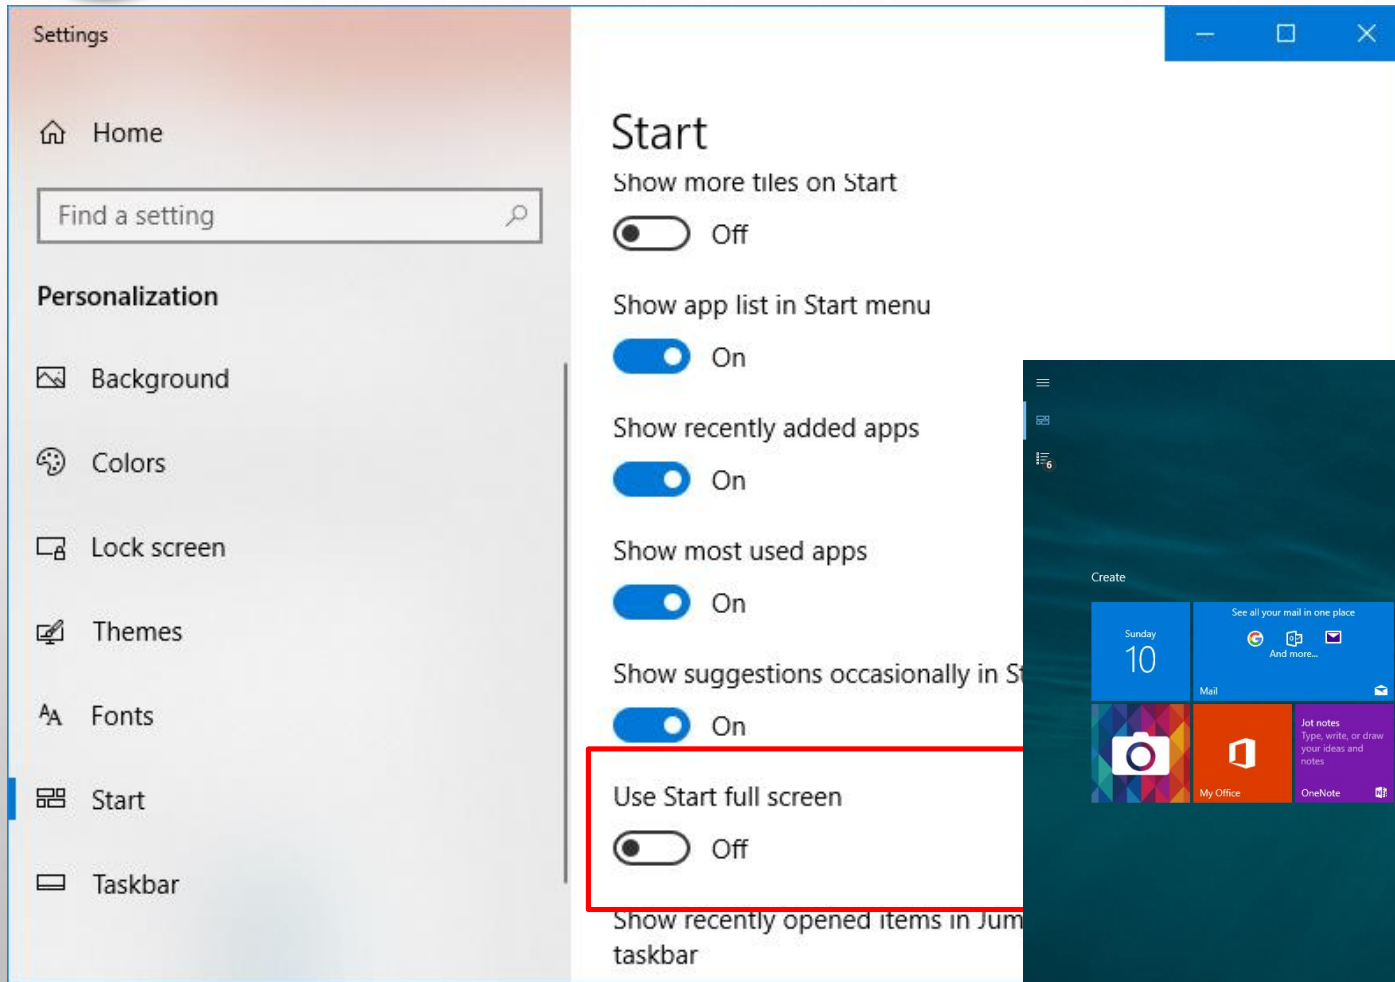 Settings
Home
Find a setting
Personalization
Background
Colors
Lock screen
Themes
Fonts
Start
Taskbar
Start
Show more tiles on Start
Off
Show app list in Start menu
On
Show recently added apps
On
Show most used apps
On
Show suggestions occasionally in St
On
Use Start full screen
Off
Show recently opened items in Jum
taskbar
6
Create
Sunday
10
See all your mail in one place
And more...
Mail
My Office
Jot notes
Type, write, or draw
your ideas and
notes
OneNote